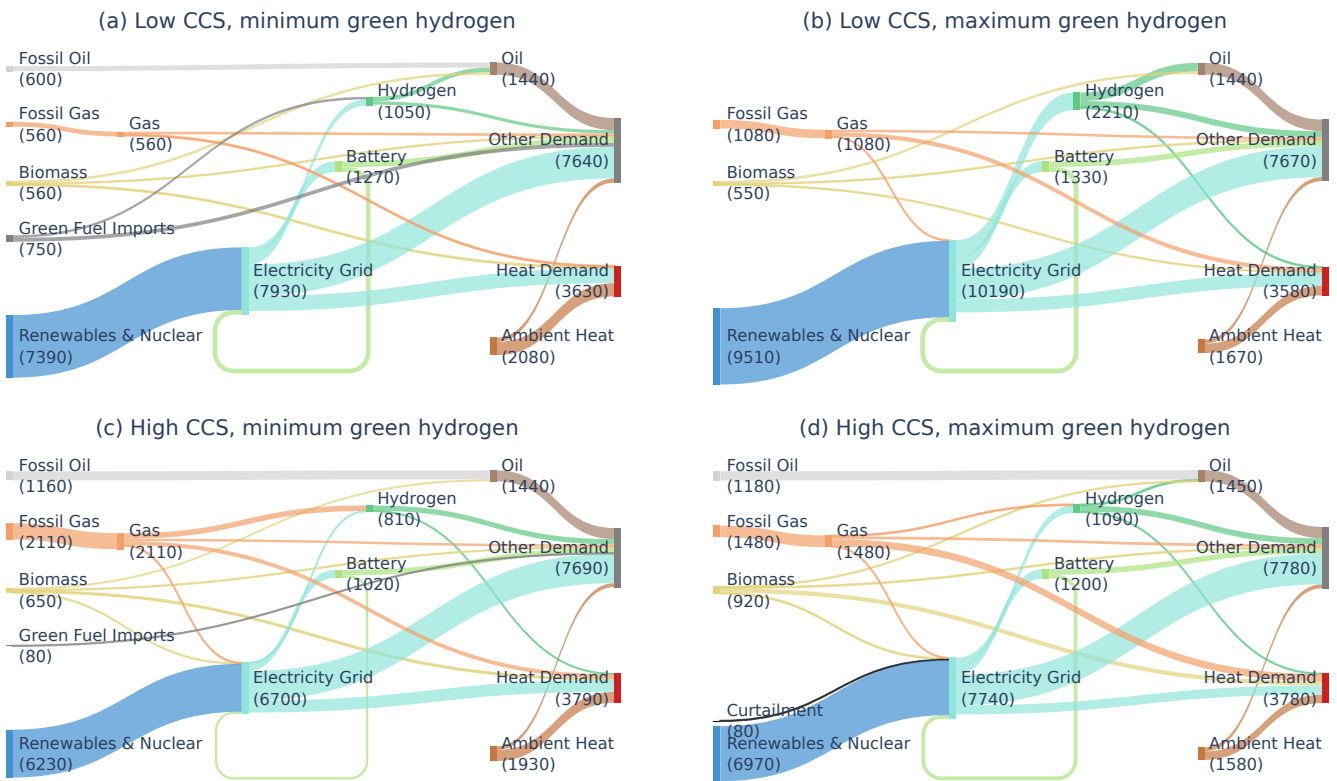 (a) Low CCS, minimum green hydrogen
Fossil Oil
(600)
Oil
(1440)
Hydrogen
(1050)
Fossil Gas
(560)
Gas
(560)
Other Demand
(7640)
Battery
(1270)
Biomass
(560)
Green Fuel Imports
(750)
Electricity Grid
(7930)
Heat Demand
(3630)
Renewables & Nuclear
(7390)
Ambient Heat
(2080)
(b) Low CCS, maximum green hydrogen
Oil
(1440)
Hydrogen
(2210)
Fossil Gas
(1080)
Gas
(1080)
Other Demand
(7670)
Battery
(1330)
Biomass
(550)
Electricity Grid
(10190)
Heat Demand
(3580)
Renewables & Nuclear
(9510)
Ambient Heat
(1670)
(c) High CCS, minimum green hydrogen
Fossil Oil
(1160)
Oil
(1440)
Hydrogen
(810)
Fossil Gas
(2110)
Gas
(2110)
Other Demand
(7690)
Battery
(1020)
Biomass
(650)
Green Fuel Imports
(80)
Electricity Grid
(6700)
Heat Demand
(3790)
Renewables & Nuclear
(6230)
Ambient Heat
(1930)
(d) High CCS, maximum green hydrogen
Fossil Oil
(1180)
Oil
(1450)
Hydrogen
(1090)
Fossil Gas
(1480)
Gas
(1480)
Other Demand
(7780)
Battery
(1200)
Biomass
(920)
Electricity Grid
(7740)
Heat Demand
(3780)
Curtailment
(80)
Renewables & Nuclear
(6970)
Ambient Heat
(1580)